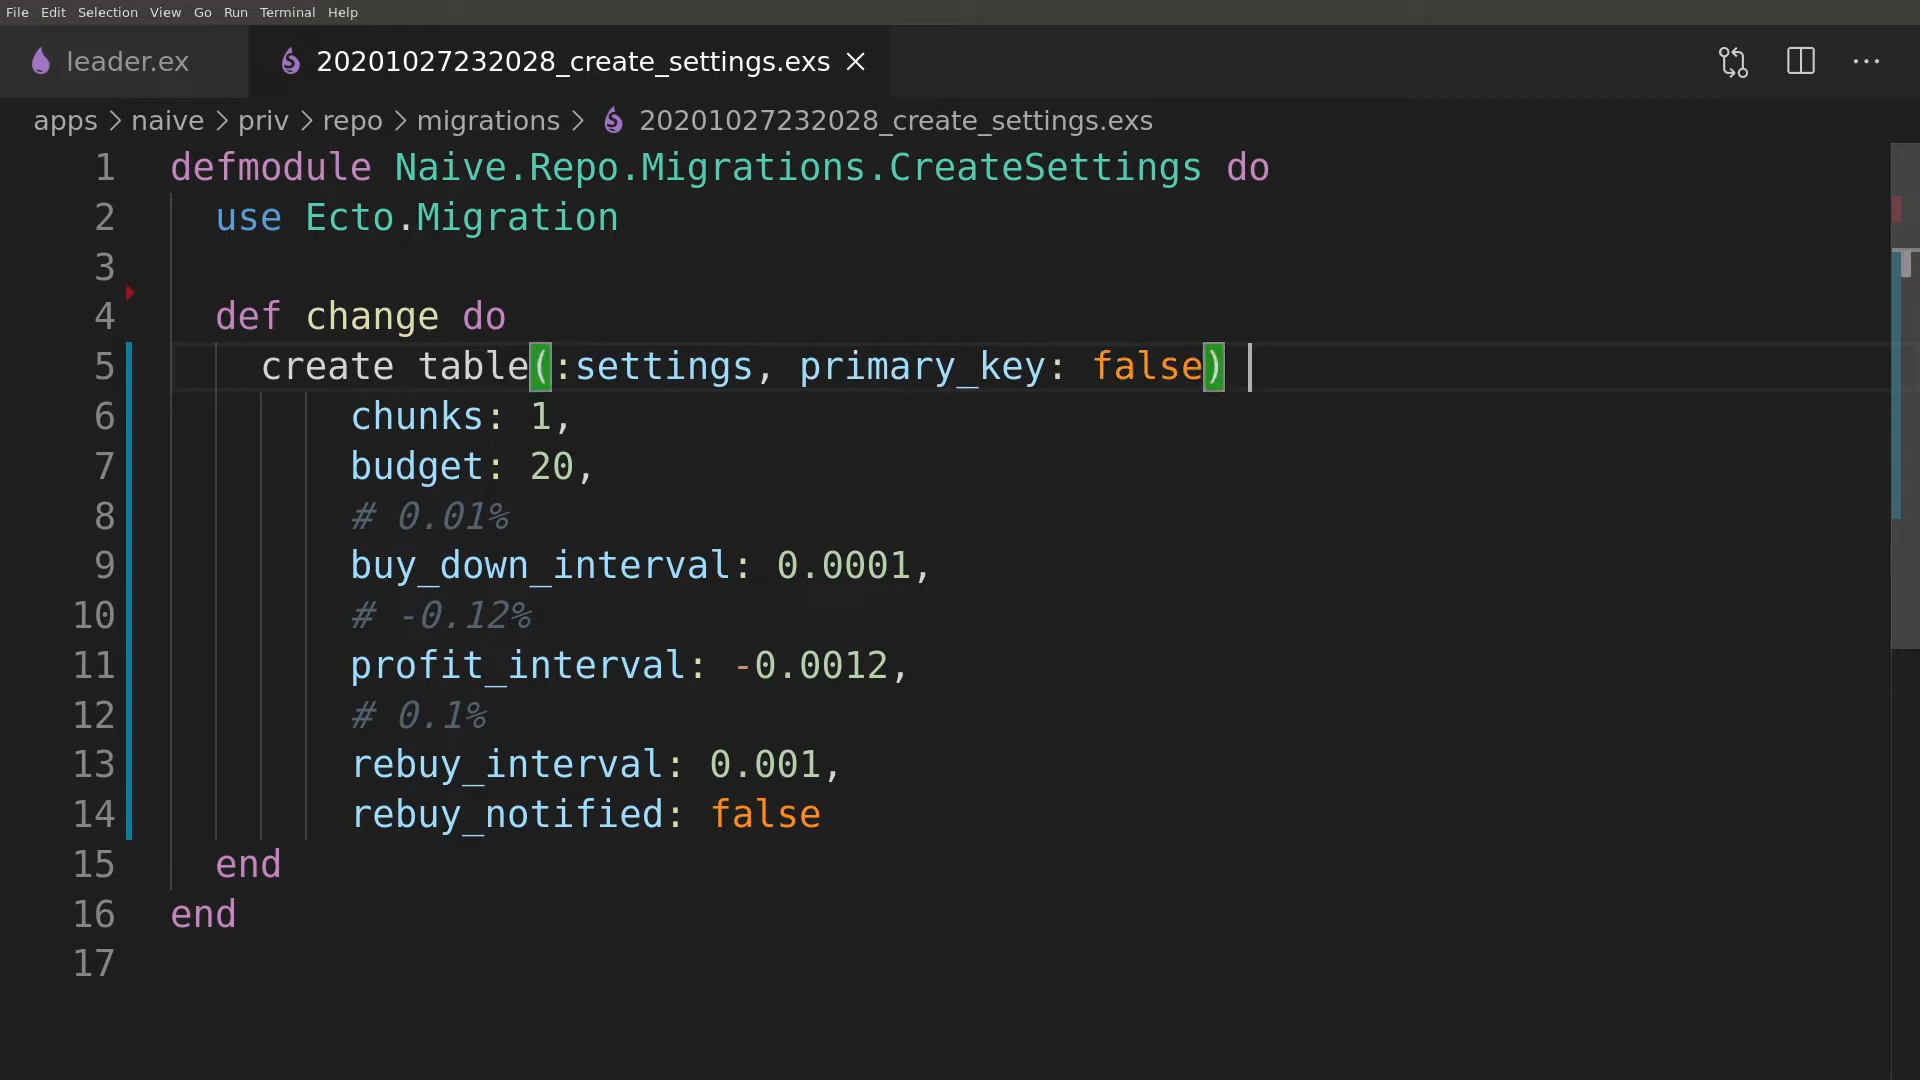 File Edit Selection View Go Run Terminal Help
leader.ex 20201027232028_create_settings.exs
apps > naive > priv > repo > migrations > 20201027232028_create_settings.exs
1 defmodule Naive.Repo.Migrations.CreateSettings do
2 use Ecto.Migration
3
4 def change do
5 create table(:settings, primary_key: false)
6 chunks: 1,
7 budget: 20,
8 # 0.01%
9 buy_down_interval: 0.0001,
10 # -0.12%
11 profit_interval: -0.0012,
12 # 0.1%
13 rebuy_interval: 0.001,
14 rebuy_notified: false
15 end
16 end
17